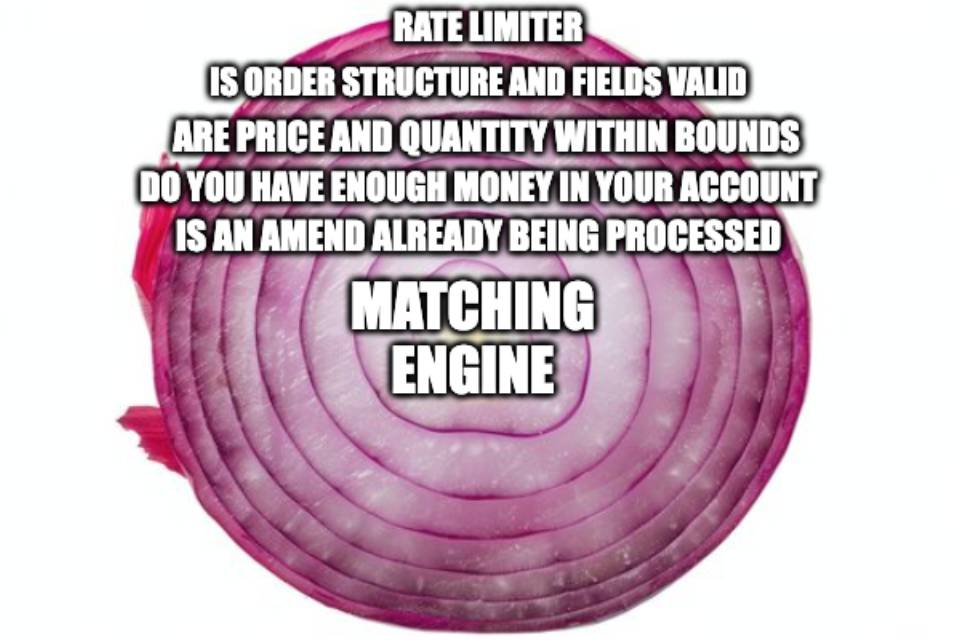 RATE LIMITER
IS ORDER STRUCTURE AND FIELDS VALID
ARE PRICE AND QUANTITY WITHIN BOUNDS
DO YOU HAVE ENOUGH MONEY IN YOUR ACCOUNT
IS AN AMEND ALREADY BEING PROCESSED
MATCHING
ENGINE